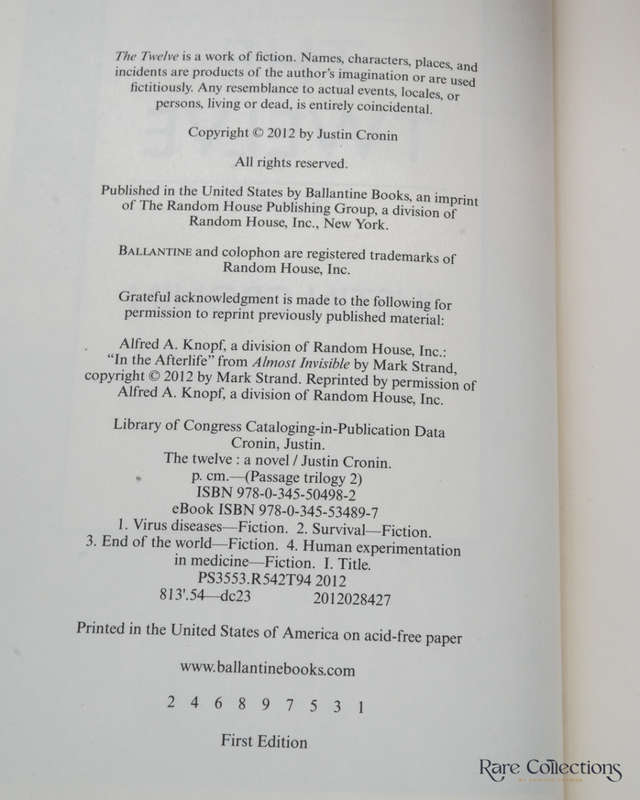 The Twelve is a work of fiction. Names, characters, places, and
incidents are products of the author's imagination or are used
fictitiously. Any resemblance to actual events, locales, or
persons, living or dead, is entirely coincidental.
Copyright © 2012 by Justin Cronin
All rights reserved.
Published in the United States by Ballantine Books, an imprint
of The Random House Publishing Group, a division of
Random House, Inc., New York.
BALLANTINE and colophon are registered trademarks of
Random House, Inc.
Grateful acknowledgment is made to the following for
permission to reprint previously published material:
Alfred A. Knopf, a division of Random House, Inc.:
“In the Afterlife” from Almost Invisible by Mark Strand,
copyright © 2012 by Mark Strand. Reprinted by permission of
Alfred A. Knopf, a division of Random House, Inc.
Library of Congress Cataloging-in-Publication Data
Cronin, Justin.
The twelve : a novel / Justin Cronin.
p. cm.—(Passage trilogy 2)
ISBN 978-0-345-50498-2
eBook ISBN 978-0-345-53489-7
1. Virus diseases—Fiction. 2. Survival—Fiction.
3. End of the world—Fiction. 4. Human experimentation
in medicine—Fiction. I. Title.
PS3553.R542T94 2012
813'.54—dc23 2012028427
Printed in the United States of America on acid-free paper
www.ballantinebooks.com
2 4 6 8 9 7 5 3 1
First Edition
Rare Collections